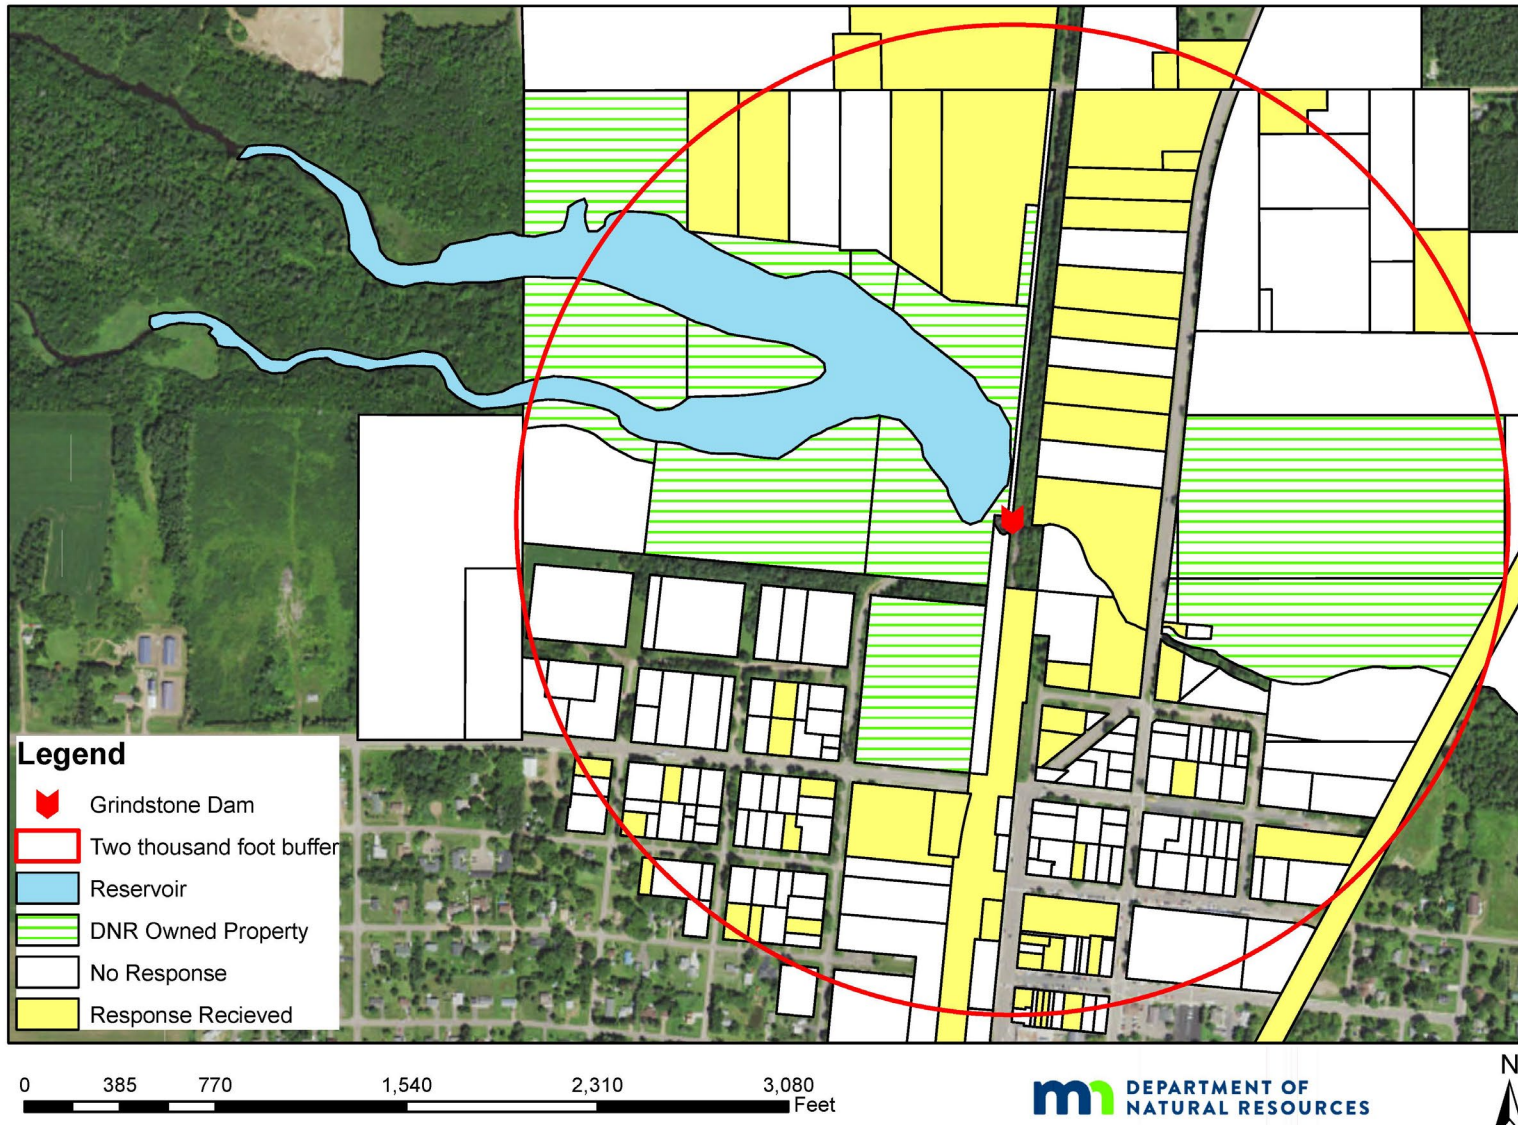 Legend
Grindstone Dam
Two thousand foot buffer
Reservoir
DNR Owned Property
No Response
Response Recieved
0 385 770 1,540 2,310 3,080
Feet
mn DEPARTMENT OF
NATURAL RESOURCES
N